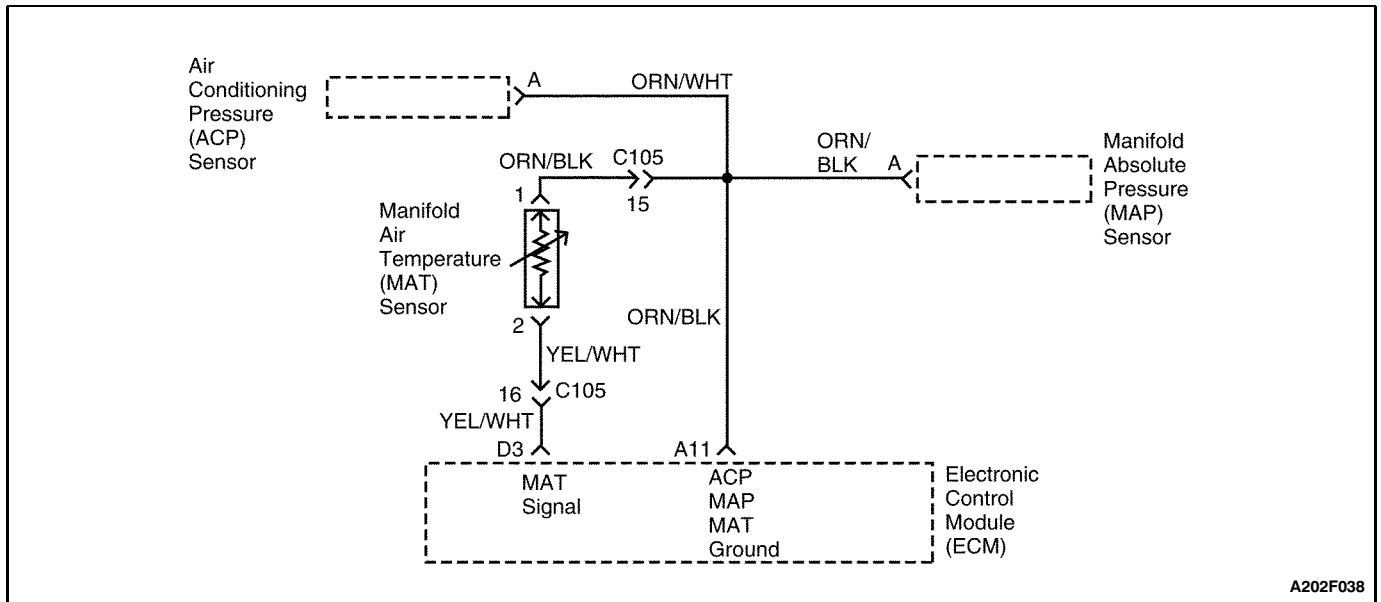 Air
Conditioning
Pressure
(ACP)
Sensor
A
ORN/WHT
ORN/BLK
C105
15
ORN/
BLK
A
Manifold
Absolute
Pressure
(MAP)
Sensor
1
Manifold
Air
Temperature
(MAT)
Sensor
2
ORN/BLK
YEL/WHT
16
C105
YEL/WHT
D3
A11
MAT
Signal
ACP
MAP
MAT
Ground
Electronic
Control
Module
(ECM)
A202F038